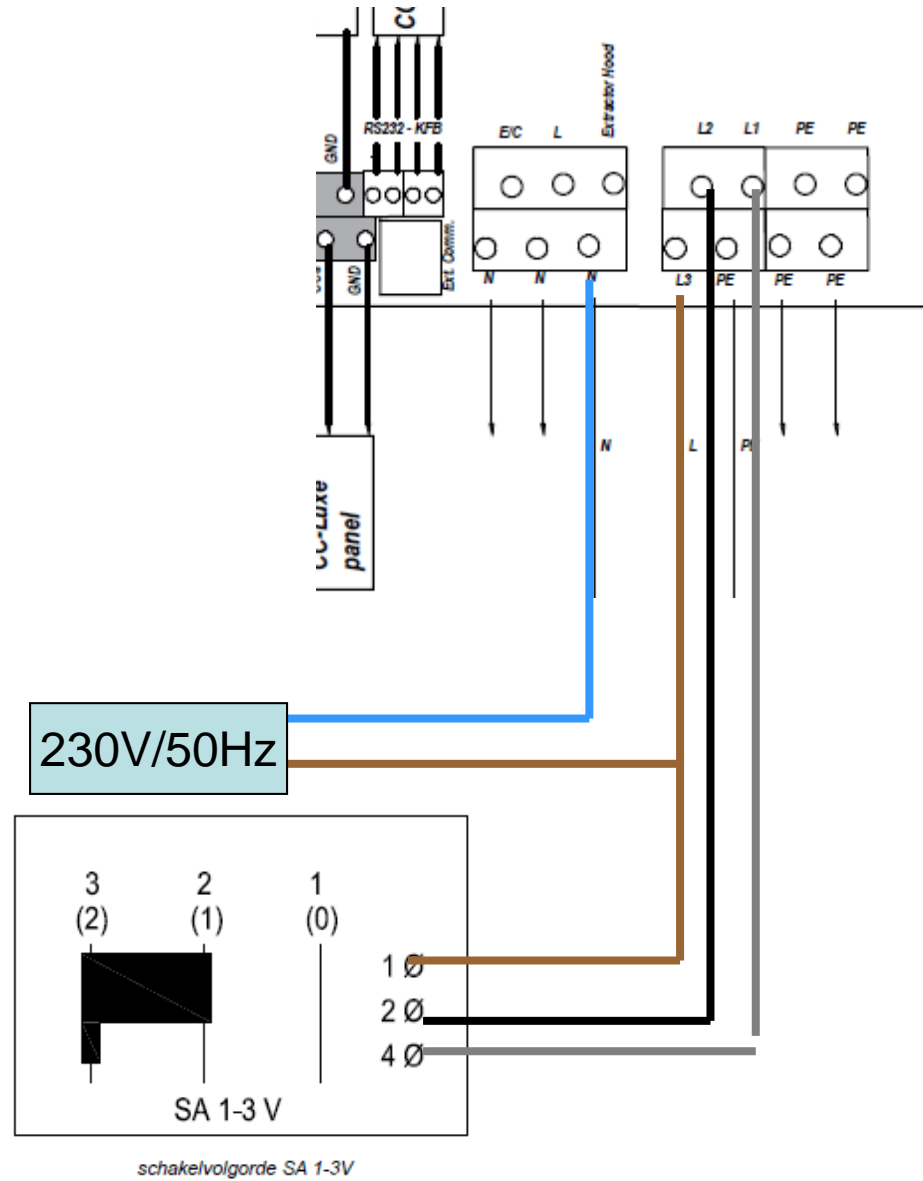 RS232 - KFB
GND
Extractor Hood
E/C L
L2 L1 PE PE
GND
Ext. Comm.
N N N
L3 PE PE PE
N L
panel
230V/50Hz
3 2 1
(2) (1) (0)
1 Ø
2 Ø
4 Ø
SA 1-3 V
schakelvolgorde SA 1-3V